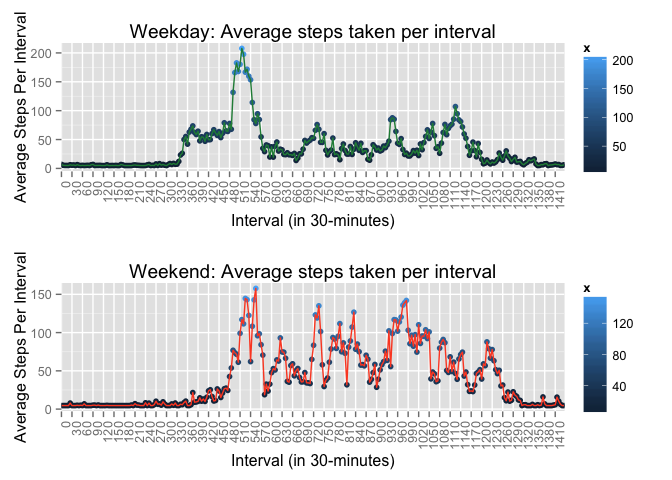 Weekday: Average steps taken per interval
Average Steps Per Interval
200
150
100
50
0
0 30 60 90 120 150 180 210 240 270 300 330 360 390 420 450 480 510 540 570 600 630 660 690 720 750 780 810 840 870 900 930 960 990 1020 1050 1080 1110 1140 1170 1200 1230 1260 1290 1320 1350 1380 1410
Interval (in 30-minutes)
x
200
150
100
50
Weekend: Average steps taken per interval
Average Steps Per Interval
150
100
50
0
0 30 60 90 120 150 180 210 240 270 300 330 360 390 420 450 480 510 540 570 600 630 660 690 720 750 780 810 840 870 900 930 960 990 1020 1050 1080 1110 1140 1170 1200 1230 1260 1290 1320 1350 1380 1410
Interval (in 30-minutes)
x
120
80
40